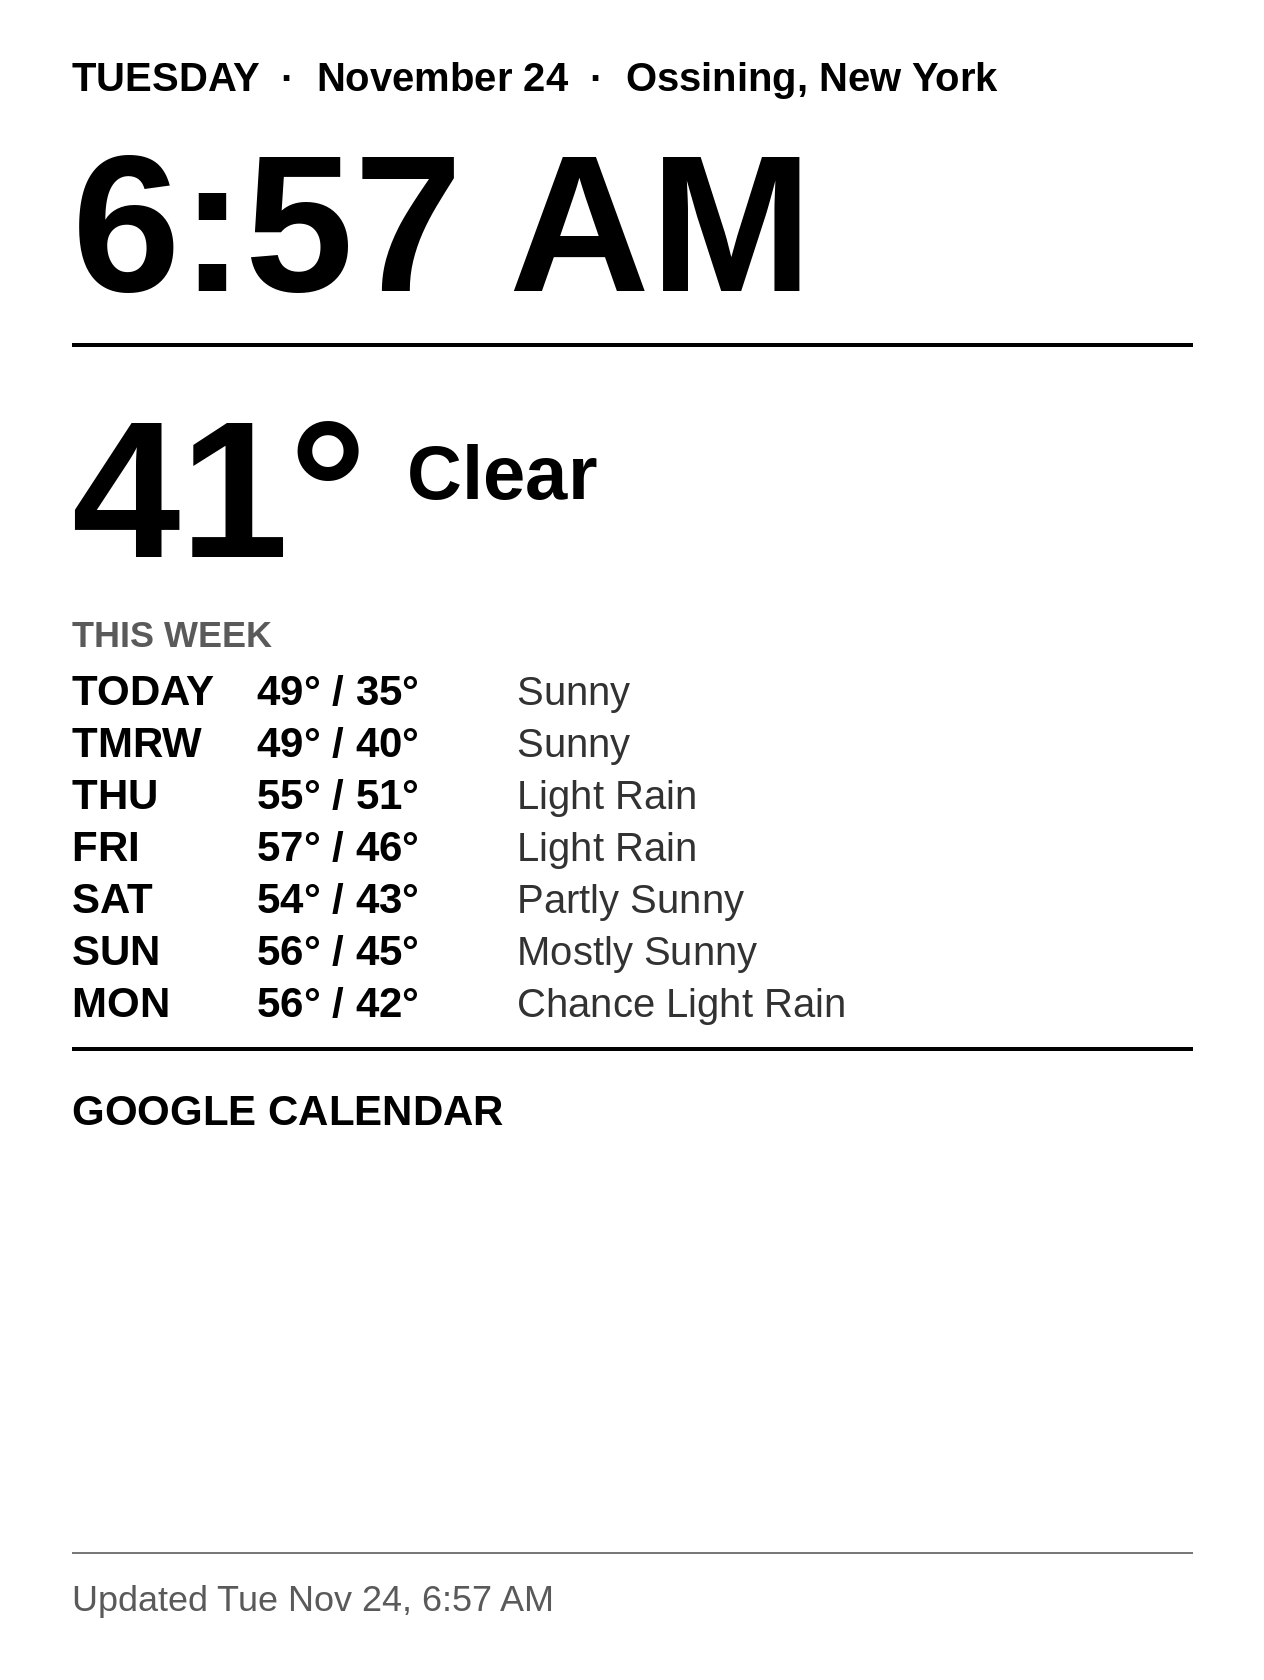 TUESDAY · November 24 · Ossining, New York
6:57 AM
41° Clear
THIS WEEK
TODAY 49° / 35° Sunny
TMRW 49° / 40° Sunny
THU 55° / 51° Light Rain
FRI 57° / 46° Light Rain
SAT 54° / 43° Partly Sunny
SUN 56° / 45° Mostly Sunny
MON 56° / 42° Chance Light Rain
GOOGLE CALENDAR
Updated Tue Nov 24, 6:57 AM